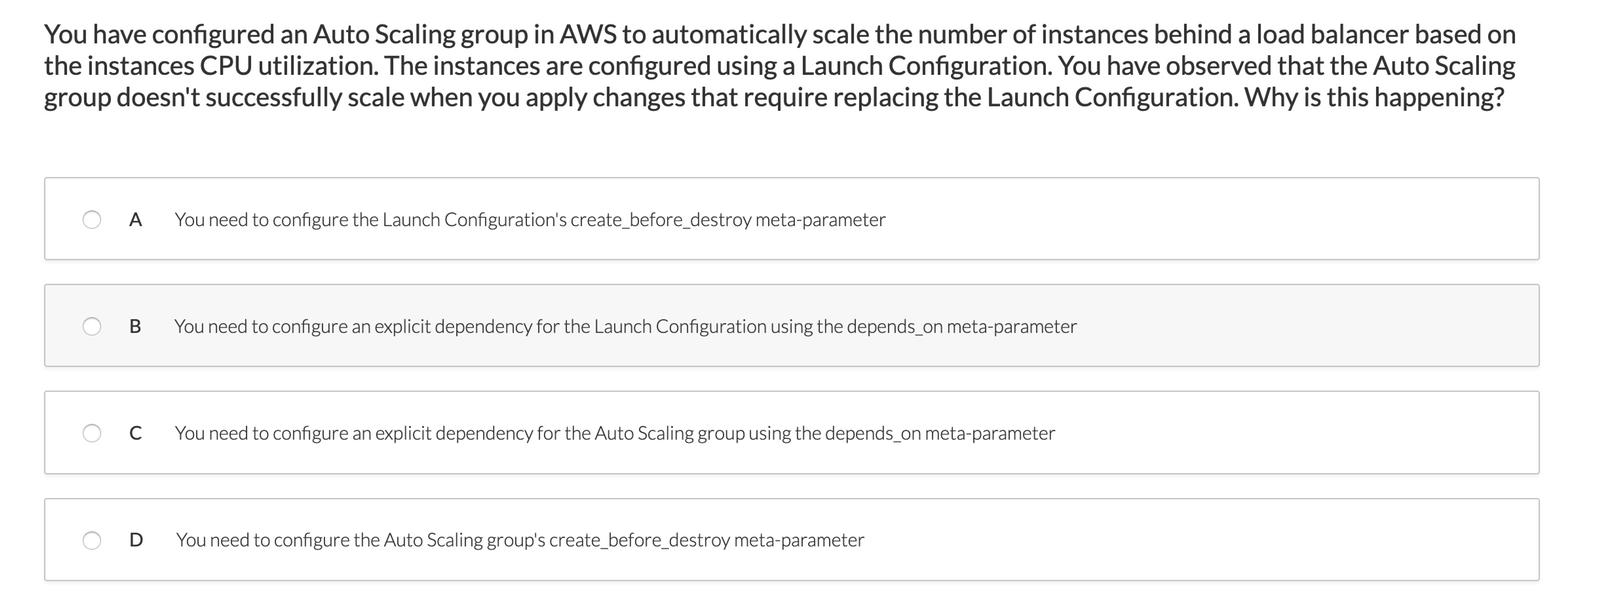 You have configured an Auto Scaling group in AWS to automatically scale the number of instances behind a load balancer based on
the instances CPU utilization. The instances are configured using a Launch Configuration. You have observed that the Auto Scaling
group doesn't successfully scale when you apply changes that require replacing the Launch Configuration. Why is this happening?
A You need to configure the Launch Configuration's create_before_destroy meta-parameter
B You need to configure an explicit dependency for the Launch Configuration using the depends_on meta-parameter
C You need to configure an explicit dependency for the Auto Scaling group using the depends_on meta-parameter
D You need to configure the Auto Scaling group's create_before_destroy meta-parameter